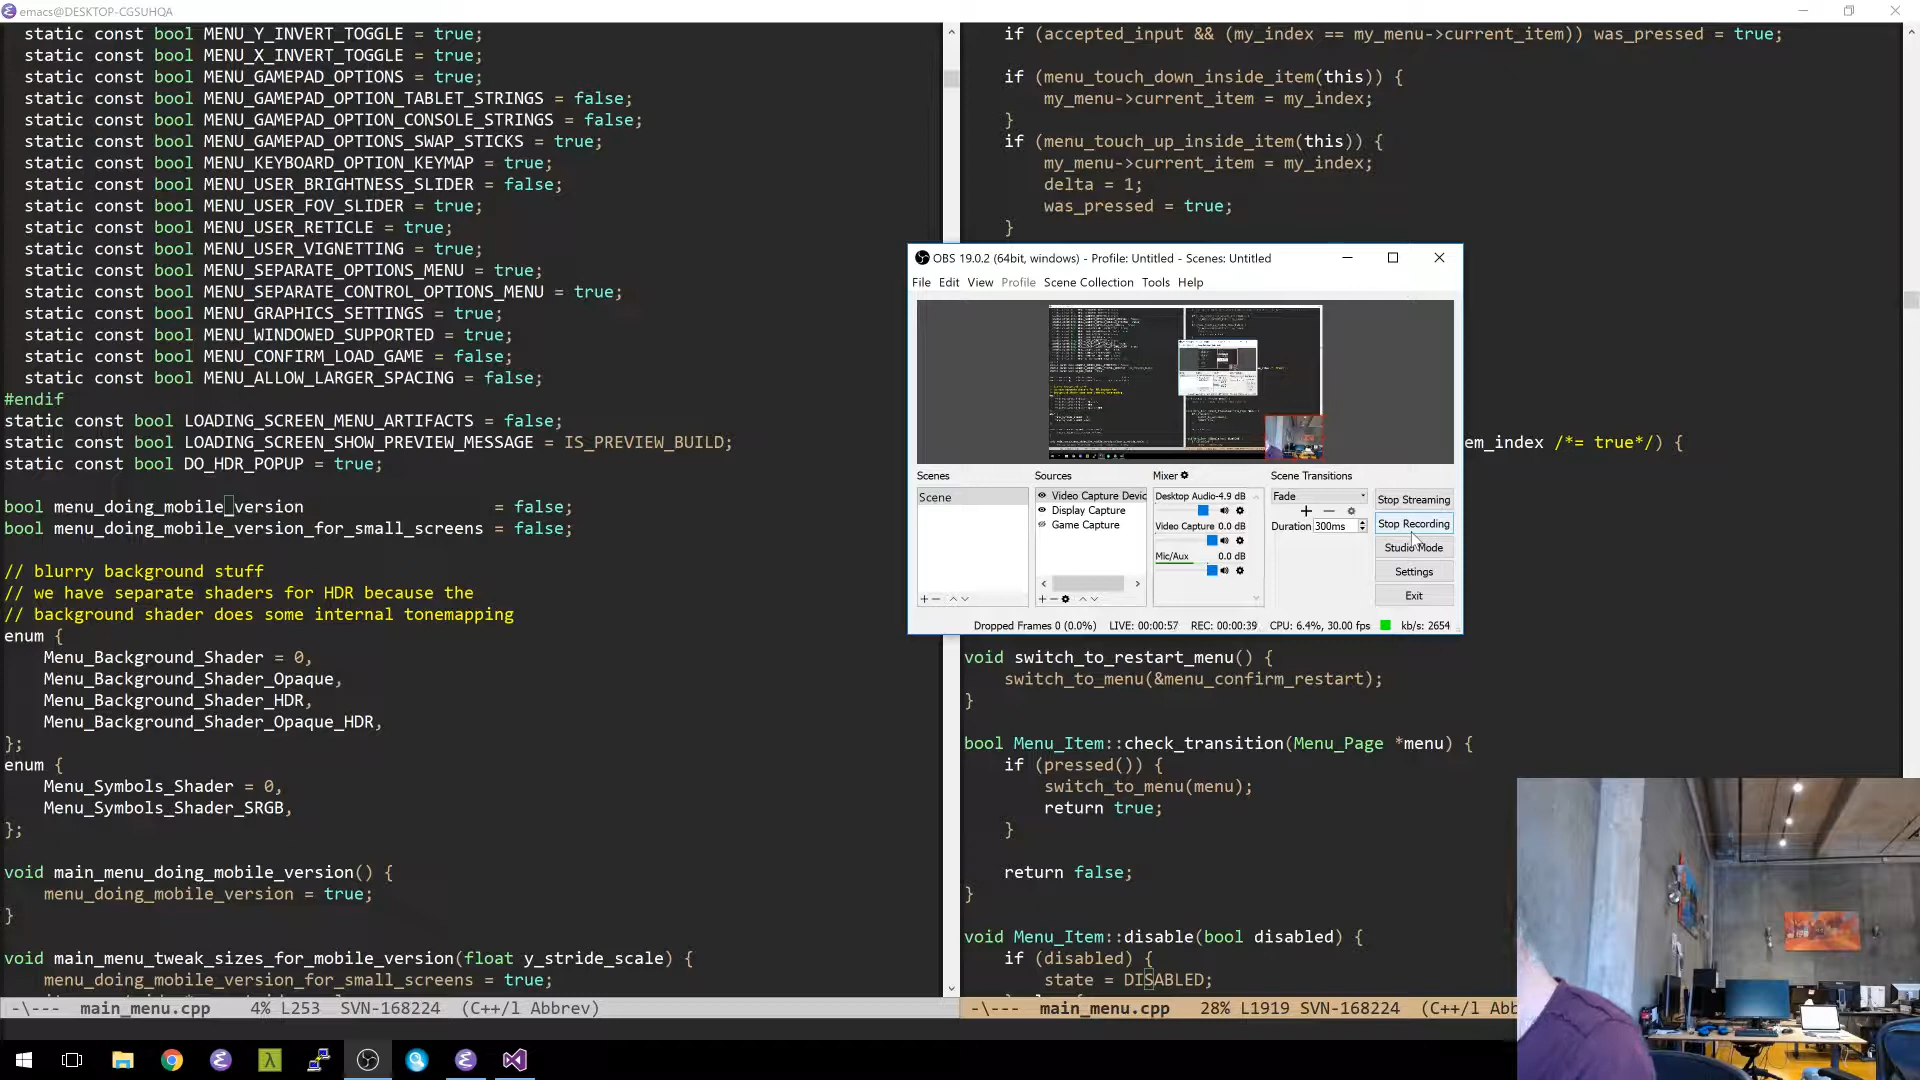 emacs@DESKTOP-CGSUHQA
static const bool MENU_Y_INVERT_TOGGLE = true;
static const bool MENU_X_INVERT_TOGGLE = true;
static const bool MENU_GAMEPAD_OPTIONS = true;
static const bool MENU_GAMEPAD_OPTION_TABLET_STRINGS = false;
static const bool MENU_GAMEPAD_OPTION_CONSOLE_STRINGS = false;
static const bool MENU_GAMEPAD_OPTIONS_SWAP_STICKS = true;
static const bool MENU_KEYBOARD_OPTION_KEYMAP = true;
static const bool MENU_USER_BRIGHTNESS_SLIDER = false;
static const bool MENU_USER_FOV_SLIDER = true;
static const bool MENU_USER_RETICLE = true;
static const bool MENU_USER_VIGNETTING = true;
static const bool MENU_SEPARATE_OPTIONS_MENU = true;
static const bool MENU_SEPARATE_CONTROL_OPTIONS_MENU = true;
static const bool MENU_GRAPHICS_SETTINGS = true;
static const bool MENU_WINDOWED_SUPPORTED = true;
static const bool MENU_CONFIRM_LOAD_GAME = false;
static const bool MENU_ALLOW_LARGER_SPACING = false;
#endif
static const bool LOADING_SCREEN_MENU_ARTIFACTS = false;
static const bool LOADING_SCREEN_SHOW_PREVIEW_MESSAGE = IS_PREVIEW_BUILD;
static const bool DO_HDR_POPUP = true;
bool menu_doing_mobile_version = false;
bool menu_doing_mobile_version_for_small_screens = false;
// blurry background stuff
// we have separate shaders for HDR because the
// background shader does some internal tonemapping
enum {
Menu_Background_Shader = 0,
Menu_Background_Shader_Opaque,
Menu_Background_Shader_HDR,
Menu_Background_Shader_Opaque_HDR,
};
enum {
Menu_Symbols_Shader = 0,
Menu_Symbols_Shader_SRGB,
};
void main_menu_doing_mobile_version() {
menu_doing_mobile_version = true;
}
void main_menu_tweak_sizes_for_mobile_version(float y_stride_scale) {
menu_doing_mobile_version_for_small_screens = true;
-\--- main_menu.cpp 4% L253 SVN-168224 (C++/l Abbrev)
if (accepted_input && (my_index == my_menu->current_item)) was_pressed = true;
if (menu_touch_down_inside_item(this)) {
my_menu->current_item = my_index;
}
if (menu_touch_up_inside_item(this)) {
my_menu->current_item = my_index;
delta = 1;
was_pressed = true;
}
em_index /*= true*/) {
OBS 19.0.2 (64bit, windows) - Profile: Untitled - Scenes: Untitled
File Edit View Profile Scene Collection Tools Help
Scenes
Scene
Sources
Video Capture Devic
Display Capture
Game Capture
Mixer
Desktop Audio -4.9 dB
Video Capture 0.0 dB
Mic/Aux 0.0 dB
Scene Transitions
Fade
Duration 300ms
Stop Streaming
Stop Recording
Studio Mode
Settings
Exit
Dropped Frames 0 (0.0%) LIVE: 00:00:57 REC: 00:00:39 CPU: 6.4%, 30.00 fps kb/s: 2654
void switch_to_restart_menu() {
switch_to_menu(&menu_confirm_restart);
}
bool Menu_Item::check_transition(Menu_Page *menu) {
if (pressed()) {
switch_to_menu(menu);
return true;
}
return false;
}
void Menu_Item::disable(bool disabled) {
if (disabled) {
state = DISABLED;
-\--- main_menu.cpp 28% L1919 SVN-168224 (C++/l Abb